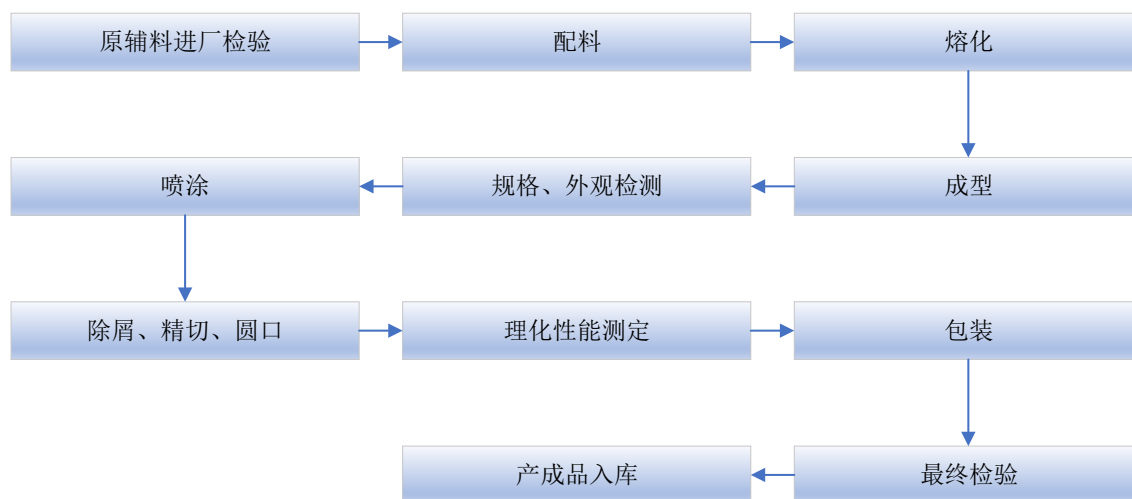 原辅料进厂检验
配料
熔化
成型
规格、外观检测
喷涂
除屑、精切、圆口
理化性能测定
包装
最终检验
产成品入库